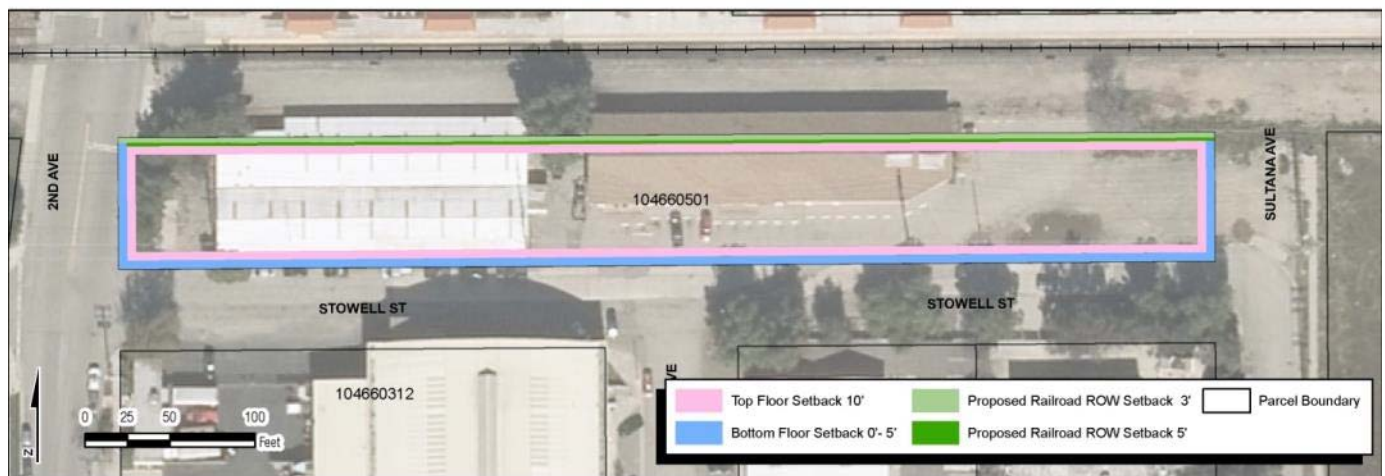 2ND AVE
104660501
SULTANA AVE
STOWELL ST
STOWELL ST
104660312
VE
Z
0 25 50 100
Feet
Top Floor Setback 10'
Proposed Railroad ROW Setback 3'
Parcel Boundary
Bottom Floor Setback 0'- 5'
Proposed Railroad ROW Setback 5'